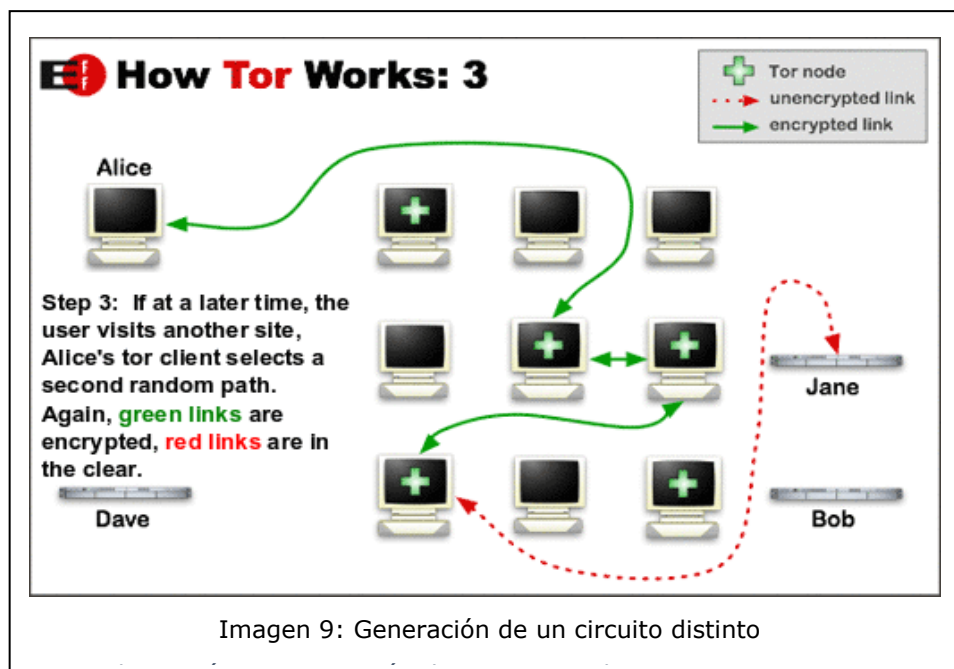 EFF How Tor Works: 3
Tor node
unencrypted link
encrypted link
Alice
Step 3: If at a later time, the
user visits another site,
Alice's tor client selects a
second random path.
Again, green links are
encrypted, red links are in
the clear.
Jane
Dave
Bob
Imagen 9: Generación de un circuito distinto